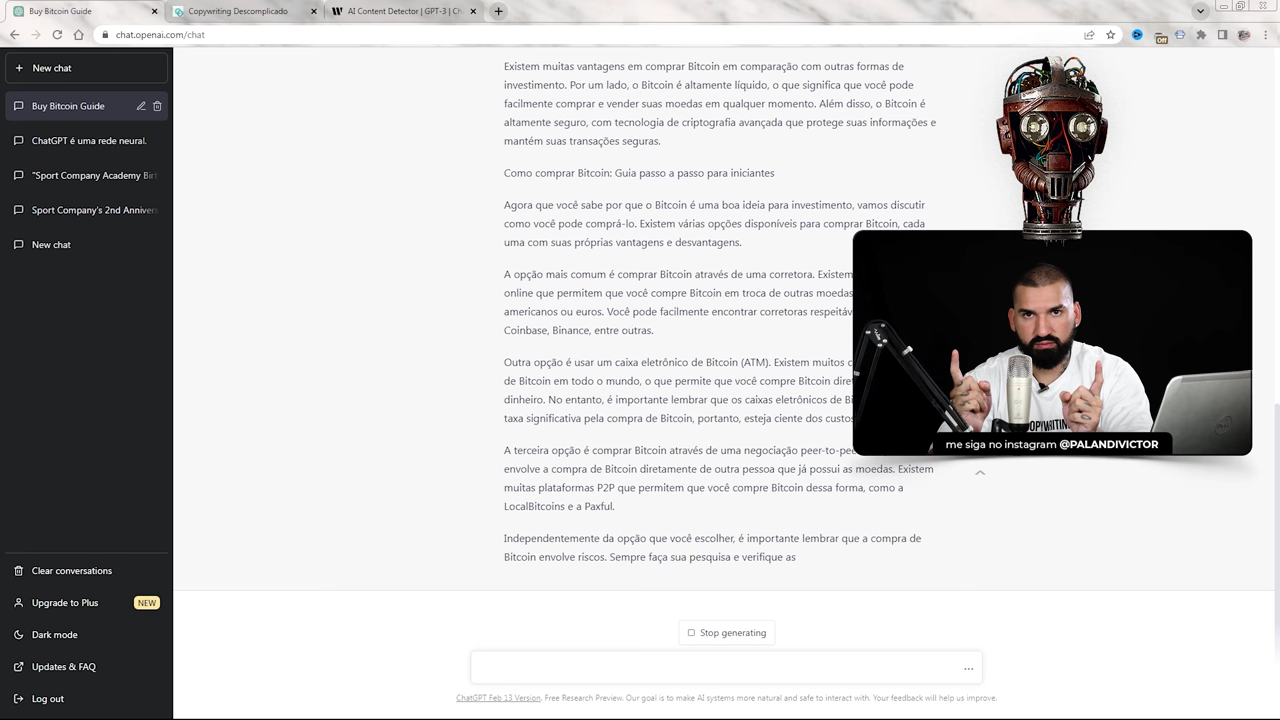 Buy Bitcoin Guide
Copywriting Descomplicado
AI Content Detector | GPT-3 | Ch
chat.openai.com/chat
Off
New chat
Buy Bitcoin Guide
ChatGPT é uma rede neural.
"Sport Company Academy Birt
Sport Company's 2nd Annivers
New chat
Clear conversations
Upgrade to Plus
NEW
Dark mode
Updates & FAQ
Log out
Existem muitas vantagens em comprar Bitcoin em comparação com outras formas de
investimento. Por um lado, o Bitcoin é altamente líquido, o que significa que você pode
facilmente comprar e vender suas moedas em qualquer momento. Além disso, o Bitcoin é
altamente seguro, com tecnologia de criptografia avançada que protege suas informações e
mantém suas transações seguras.
Como comprar Bitcoin: Guia passo a passo para iniciantes
Agora que você sabe por que o Bitcoin é uma boa ideia para investimento, vamos discutir
como você pode comprá-lo. Existem várias opções disponíveis para comprar Bitcoin, cada
uma com suas próprias vantagens e desvantagens.
A opção mais comum é comprar Bitcoin através de uma corretora. Existem
online que permitem que você compre Bitcoin em troca de outras moedas
americanos ou euros. Você pode facilmente encontrar corretoras respeitáv
Coinbase, Binance, entre outras.
Outra opção é usar um caixa eletrônico de Bitcoin (ATM). Existem muitos c
de Bitcoin em todo o mundo, o que permite que você compre Bitcoin dire
dinheiro. No entanto, é importante lembrar que os caixas eletrônicos de Bi
taxa significativa pela compra de Bitcoin, portanto, esteja ciente dos custos
A terceira opção é comprar Bitcoin através de uma negociação peer-to-pee
envolve a compra de Bitcoin diretamente de outra pessoa que já possui as moedas. Existem
muitas plataformas P2P que permitem que você compre Bitcoin dessa forma, como a
LocalBitcoins e a Paxful.
Independentemente da opção que você escolher, é importante lembrar que a compra de
Bitcoin envolve riscos. Sempre faça sua pesquisa e verifique as
me siga no instagram @PALANDIVICTOR
Stop generating
ChatGPT Feb 13 Version. Free Research Preview. Our goal is to make AI systems more natural and safe to interact with. Your feedback will help us improve.